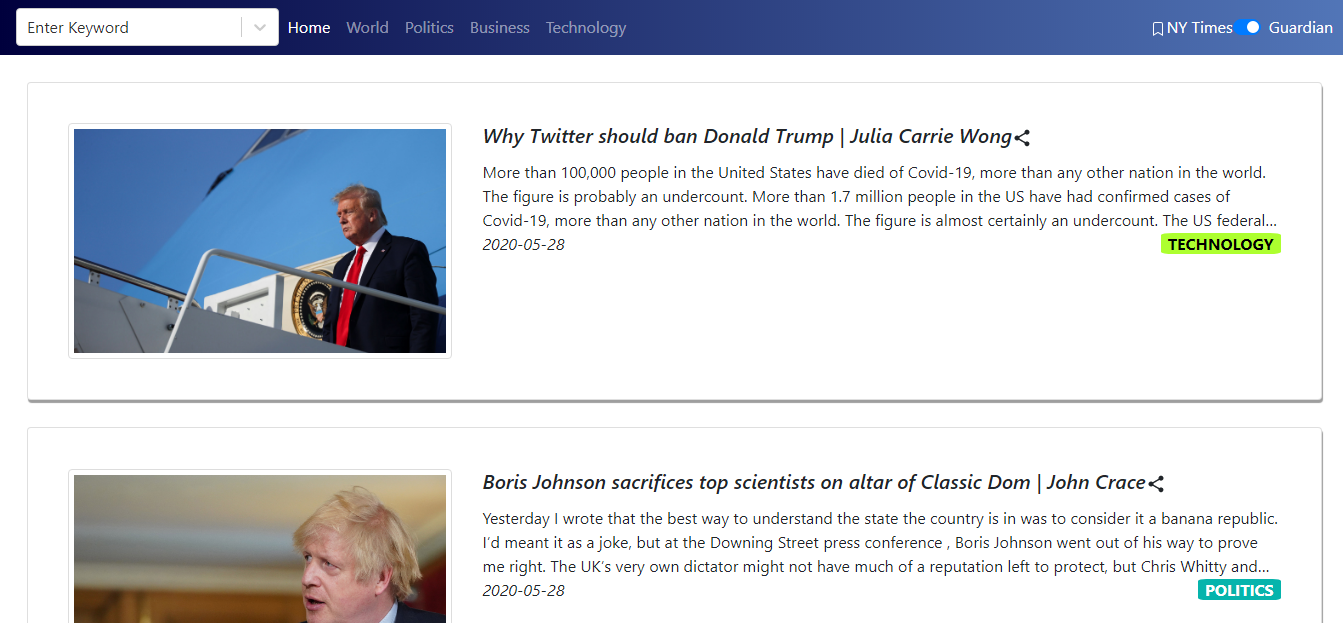 Enter Keyword Home World Politics Business Technology NY Times Guardian
Why Twitter should ban Donald Trump | Julia Carrie Wong
More than 100,000 people in the United States have died of Covid-19, more than any other nation in the world.
The figure is probably an undercount. More than 1.7 million people in the US have had confirmed cases of
Covid-19, more than any other nation in the world. The figure is almost certainly an undercount. The US federal...
2020-05-28 TECHNOLOGY
Boris Johnson sacrifices top scientists on altar of Classic Dom | John Crace
Yesterday I wrote that the best way to understand the state the country is in was to consider it a banana republic.
I’d meant it as a joke, but at the Downing Street press conference , Boris Johnson went out of his way to prove
me right. The UK’s very own dictator might not have much of a reputation left to protect, but Chris Whitty and...
2020-05-28 POLITICS